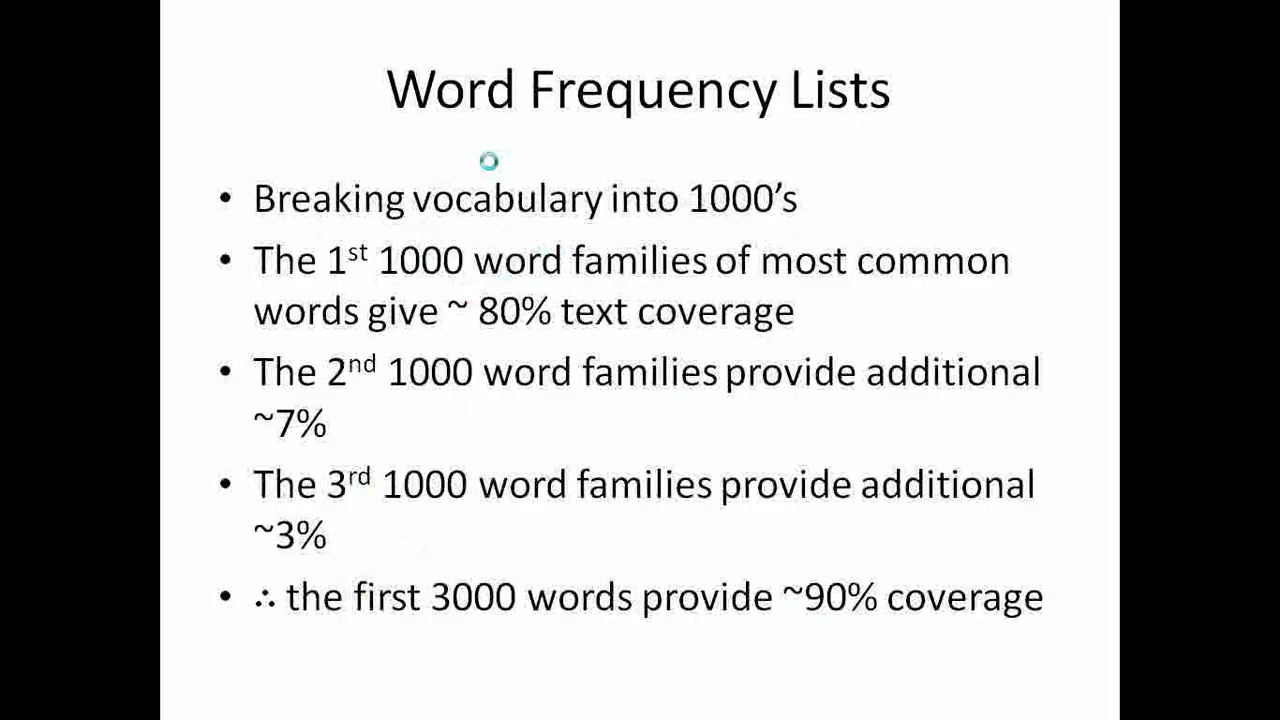 Word Frequency Lists
• Breaking vocabulary into 1000’s
• The 1st 1000 word families of most common
words give ~ 80% text coverage
• The 2nd 1000 word families provide additional
~7%
• The 3rd 1000 word families provide additional
~3%
• ∴ the first 3000 words provide ~90% coverage